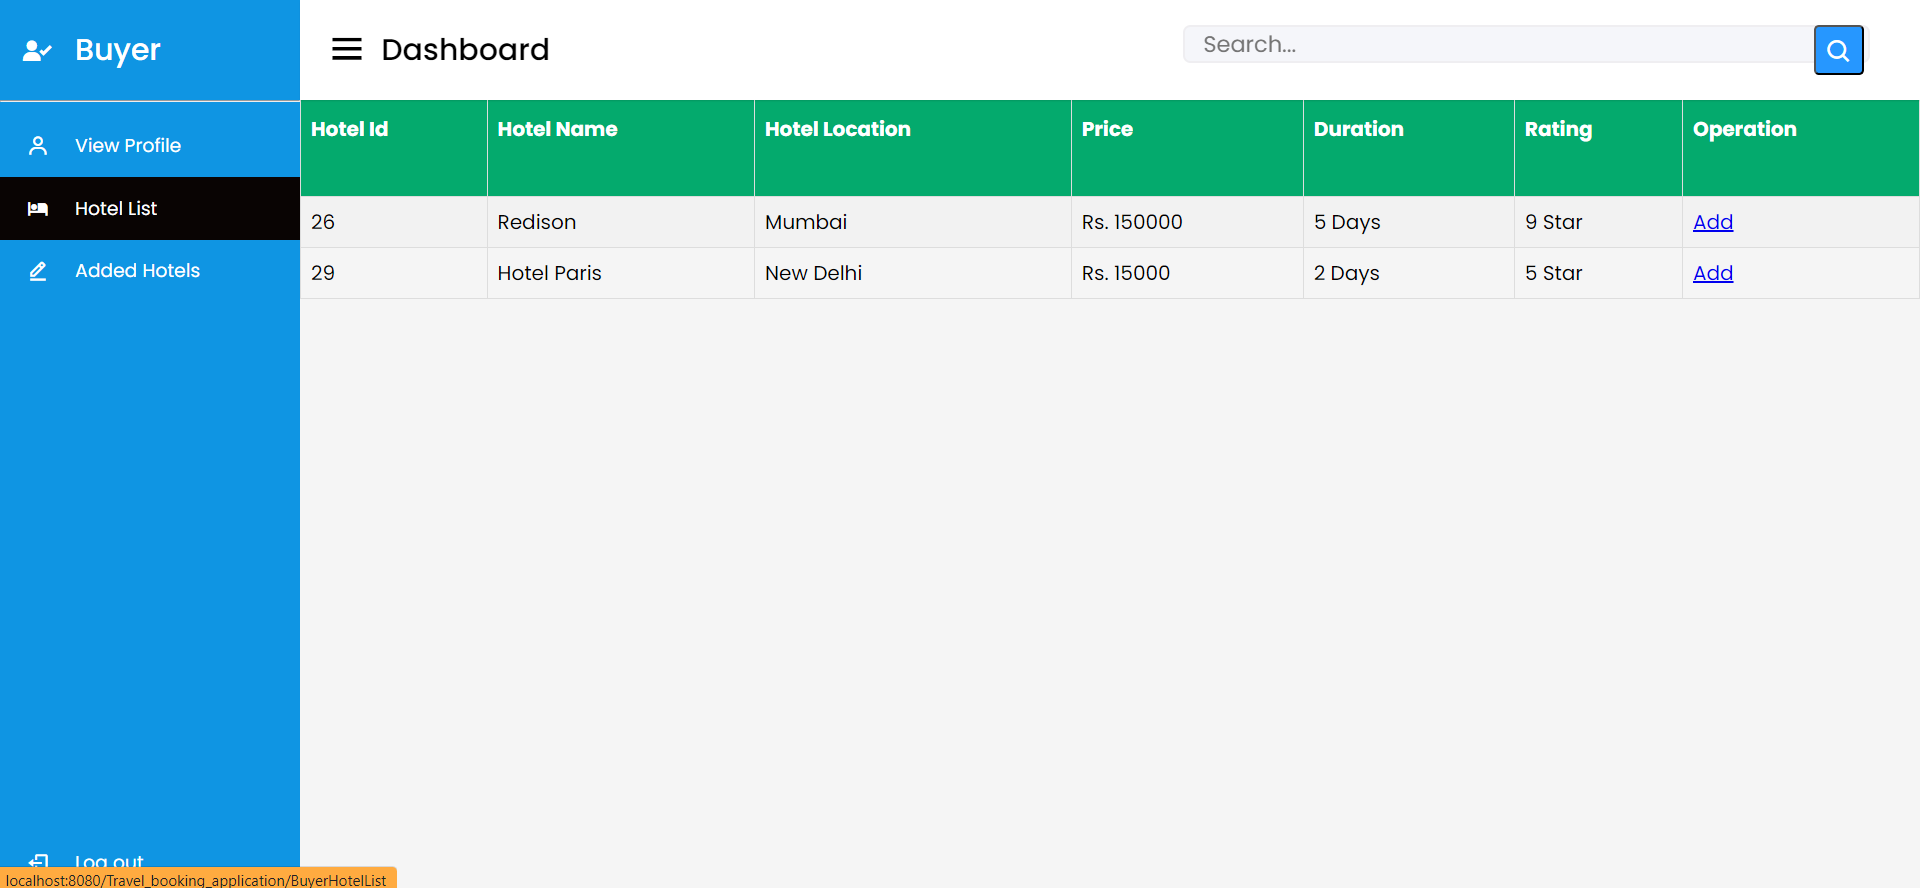 Buyer
Dashboard
Search...
View Profile
Hotel List
Added Hotels
Log out
Hotel Id Hotel Name Hotel Location Price Duration Rating Operation
26 Redison Mumbai Rs. 150000 5 Days 9 Star Add
29 Hotel Paris New Delhi Rs. 15000 2 Days 5 Star Add
localhost:8080/Travel_booking_application/BuyerHotelList